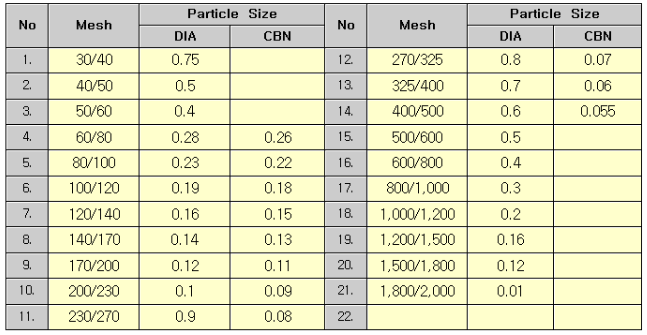 No Mesh Particle Size No Mesh Particle Size
DIA CBN DIA CBN
1. 30/40 0.75 12. 270/325 0.8 0.07
2. 40/50 0.5 13. 325/400 0.7 0.06
3. 50/60 0.4 14. 400/500 0.6 0.055
4. 60/80 0.28 0.26 15. 500/600 0.5
5. 80/100 0.23 0.22 16. 600/800 0.4
6. 100/120 0.19 0.18 17. 800/1,000 0.3
7. 120/140 0.16 0.15 18. 1,000/1,200 0.2
8. 140/170 0.14 0.13 19. 1,200/1,500 0.16
9. 170/200 0.12 0.11 20. 1,500/1,800 0.12
10. 200/230 0.1 0.09 21. 1,800/2,000 0.01
11. 230/270 0.9 0.08 22.